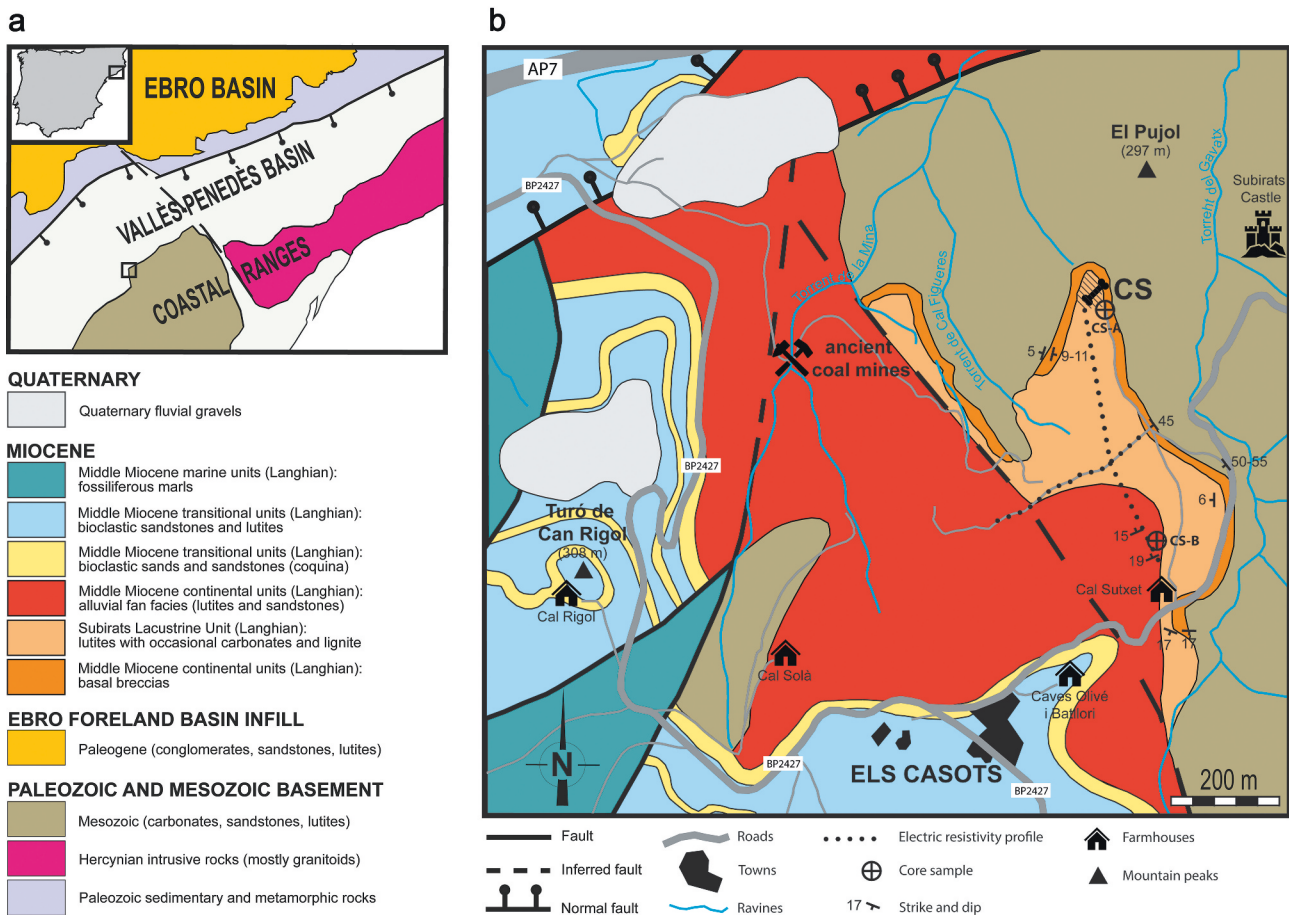 a
EBRO BASIN
VALLÈS-PENEDÈS BASIN
COASTAL RANGES
QUATERNARY
Quaternary fluvial gravels
MIOCENE
Middle Miocene marine units (Langhian):
fossiliferous marls
Middle Miocene transitional units (Langhian):
bioclastic sandstones and lutites
Middle Miocene transitional units (Langhian):
bioclastic sands and sandstones (coquina)
Middle Miocene continental units (Langhian):
alluvial fan facies (lutites and sandstones)
Subirats Lacustrine Unit (Langhian):
lutites with occasional carbonates and lignite
Middle Miocene continental units (Langhian):
basal breccias
EBRO FORELAND BASIN INFILL
Paleogene (conglomerates, sandstones, lutites)
PALEOZOIC AND MESOZOIC BASEMENT
Mesozoic (carbonates, sandstones, lutites)
Hercynian intrusive rocks (mostly granitoids)
Paleozoic sedimentary and metamorphic rocks
b
AP7
El Pujol
(297 m)
Torrent del Gavatx
Subirats
Castle
BP2427
Torrent de la Mina
Torrent de Cal Figueres
CS
CS-A
ancient
coal mines
5
9-11
45
50-55
BP2427
6
Turó de
Can Rigol
(308 m)
15
CS-B
19
Cal Rigol
Cal Sutxet
17
17
Cal Solà
Caves Olivé
i Batllorí
N
BP2427
ELS CASOTS
BP2427
200 m
Fault
Roads
Electric resistivity profile
Farmhouses
Inferred fault
Towns
Core sample
Mountain peaks
Normal fault
Ravines
17
Strike and dip